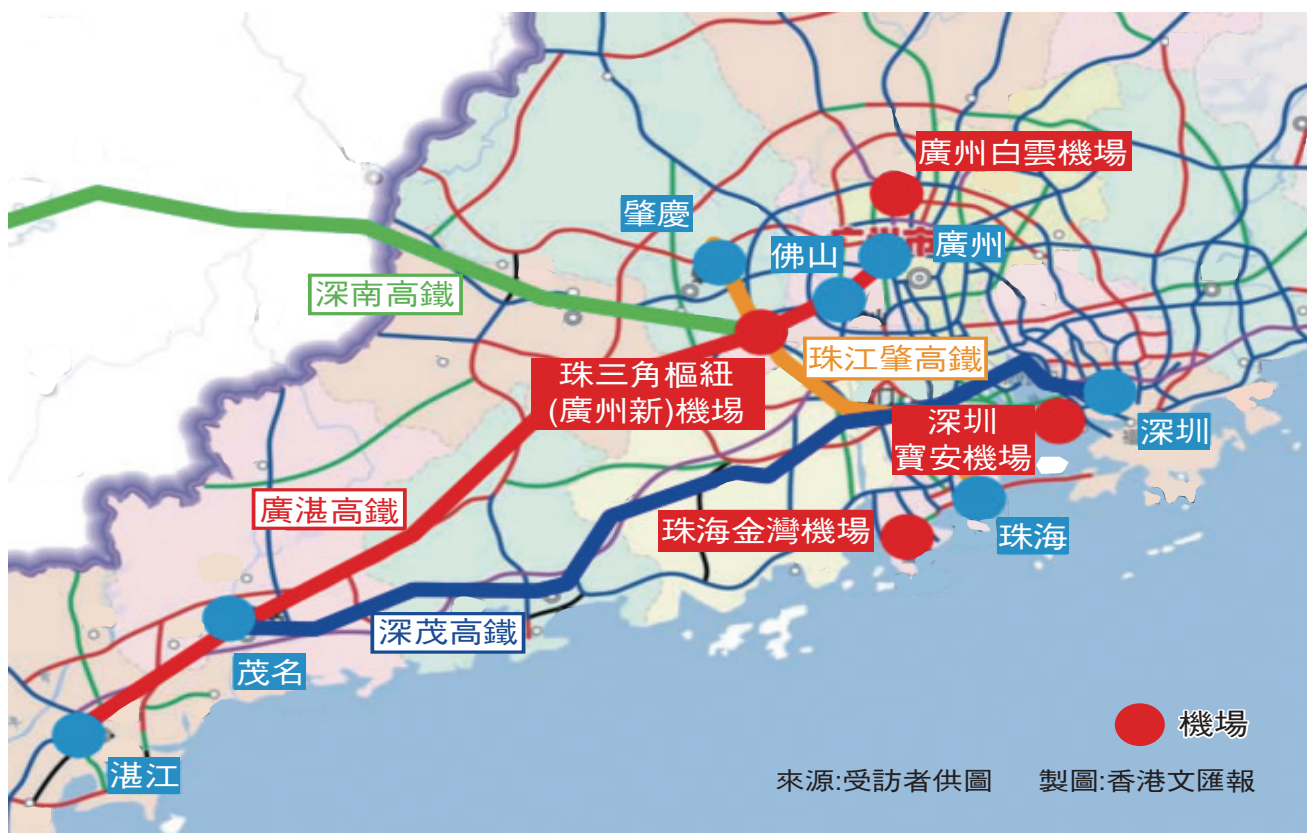 廣州白雲機場
肇慶
佛山
廣州
深南高鐵
珠江肇高鐵
珠三角樞紐
(廣州新)機場
深圳
寶安機場
深圳
廣湛高鐵
珠海金灣機場
珠海
深茂高鐵
茂名
湛江
機場
來源:受訪者供圖
製圖:香港文匯報